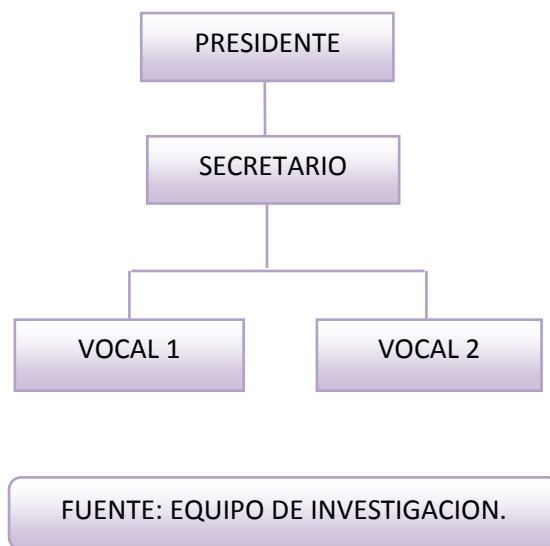 PRESIDENTE
SECRETARIO
VOCAL 1
VOCAL 2
FUENTE: EQUIPO DE INVESTIGACION.